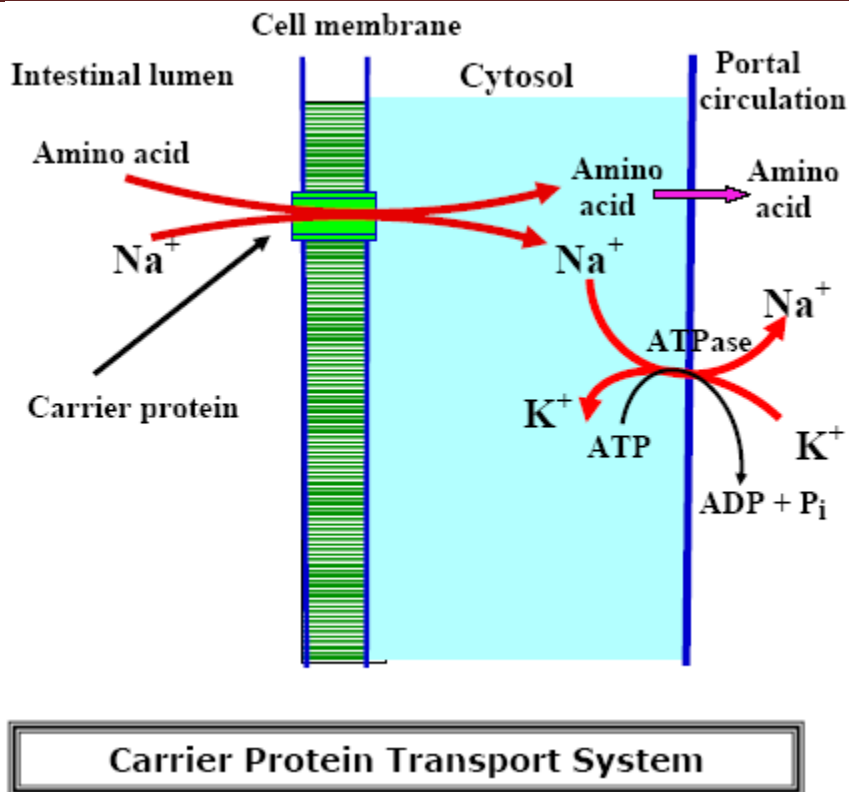 Cell membrane
Intestinal lumen
Cytosol
Portal
circulation
Amino acid
Na+
Carrier protein
Amino
acid
Amino
acid
Na+
Na+
ATPase
K+
ATP
K+
ADP + Pi
Carrier Protein Transport System